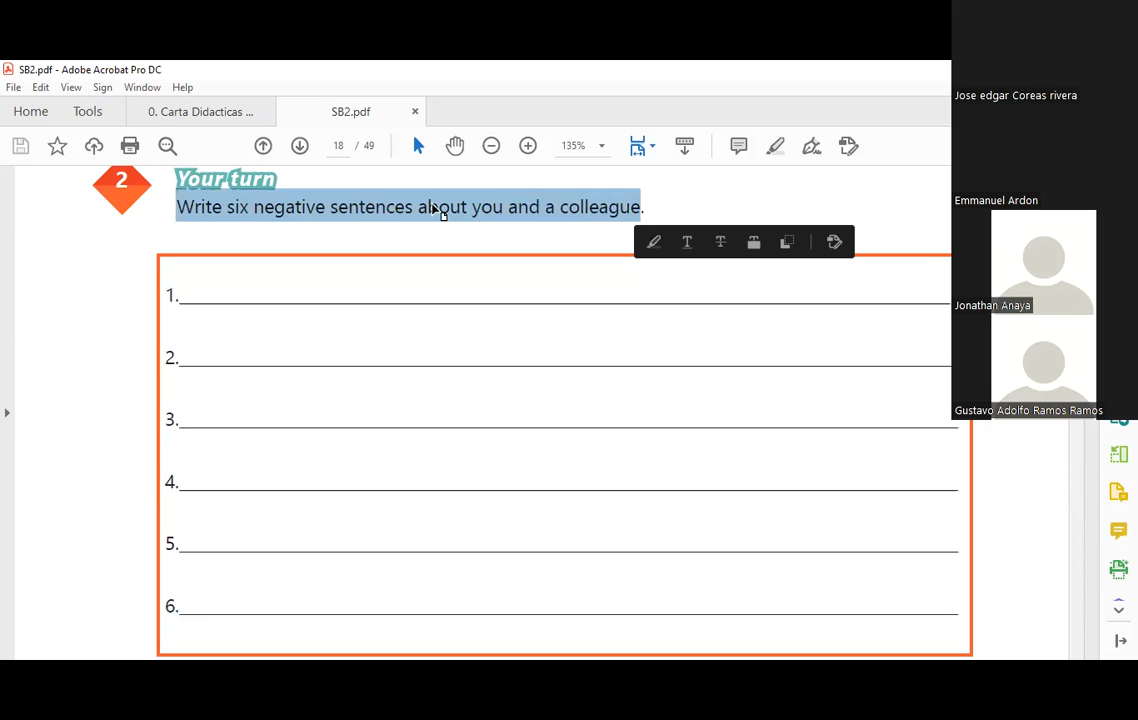 SB2.pdf - Adobe Acrobat Pro DC
File Edit View Sign Window Help
Home Tools 0. Carta Didacticas ... SB2.pdf ×
18 / 49 135%
2 Your turn
Write six negative sentences about you and a colleague.
1.
2.
3.
4.
5.
6.
Jose edgar Coreas rivera
Emmanuel Ardon
Jonathan Anaya
Gustavo Adolfo Ramos Ramos